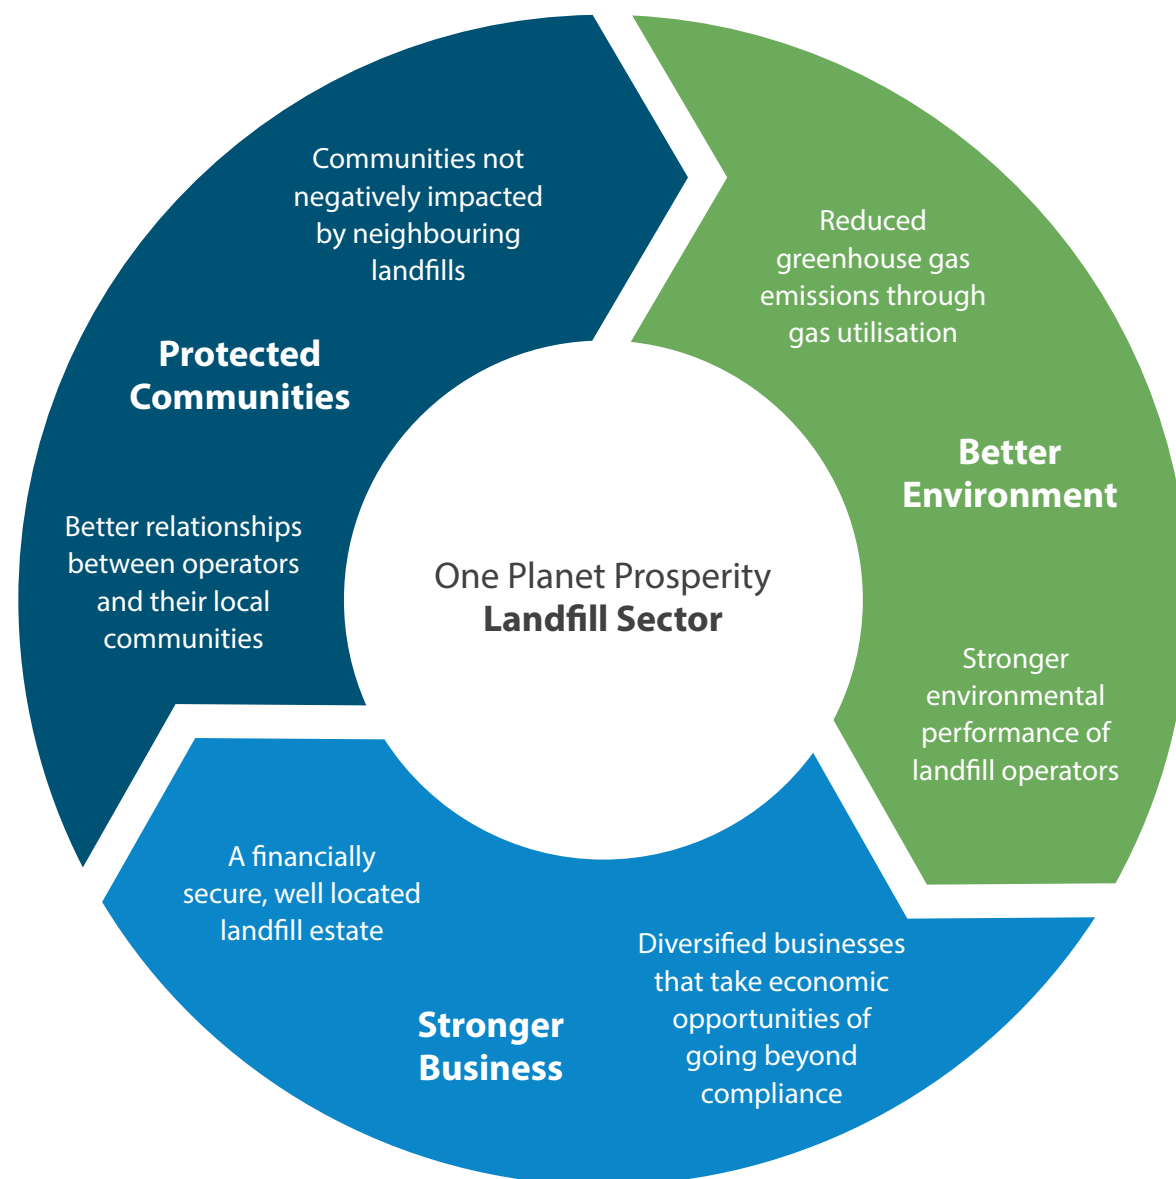 Communities not
negatively impacted
by neighbouring
landfills
Protected
Communities
Better relationships
between operators
and their local
communities
Reduced
greenhouse gas
emissions through
gas utilisation
Better
Environment
Stronger
environmental
performance of
landfill operators
One Planet Prosperity
Landfill Sector
A financially
secure, well located
landfill estate
Stronger
Business
Diversified businesses
that take economic
opportunities of
going beyond
compliance